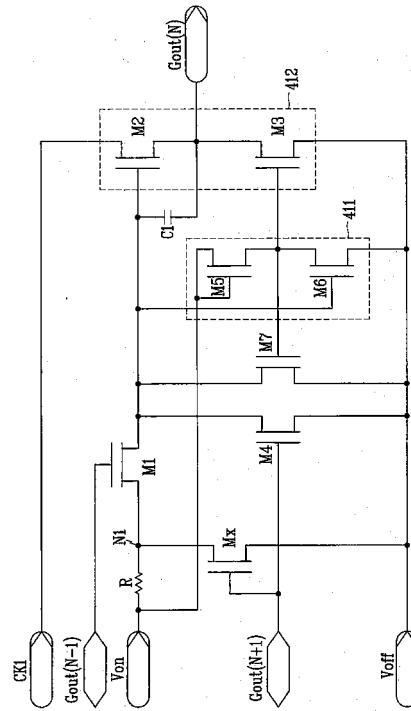 CK1
Gout(N-1)
Von
Gout(N+1)
Voff
R
N1
Mx
M1
M4
M7
M5
M6
411
C1
M2
M3
412
Gout(N)